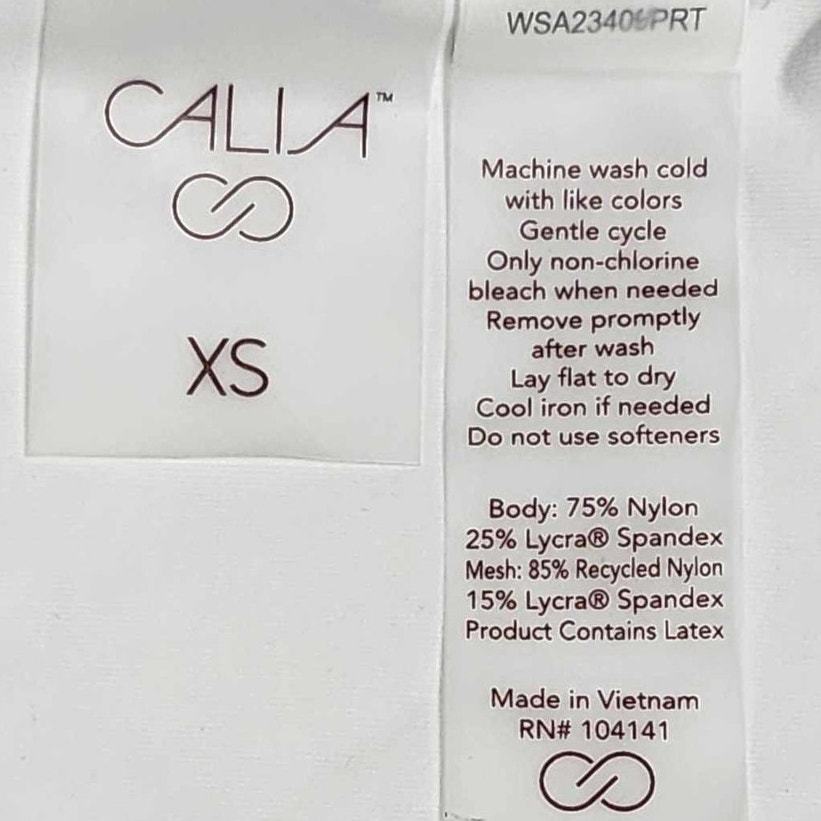 CALIA™
XS
Machine wash cold
with like colors
Gentle cycle
Only non-chlorine
bleach when needed
Remove promptly
after wash
Lay flat to dry
Cool iron if needed
Do not use softeners
Body: 75% Nylon
25% Lycra® Spandex
Mesh: 85% Recycled Nylon
15% Lycra® Spandex
Product Contains Latex
Made in Vietnam
RN# 104141